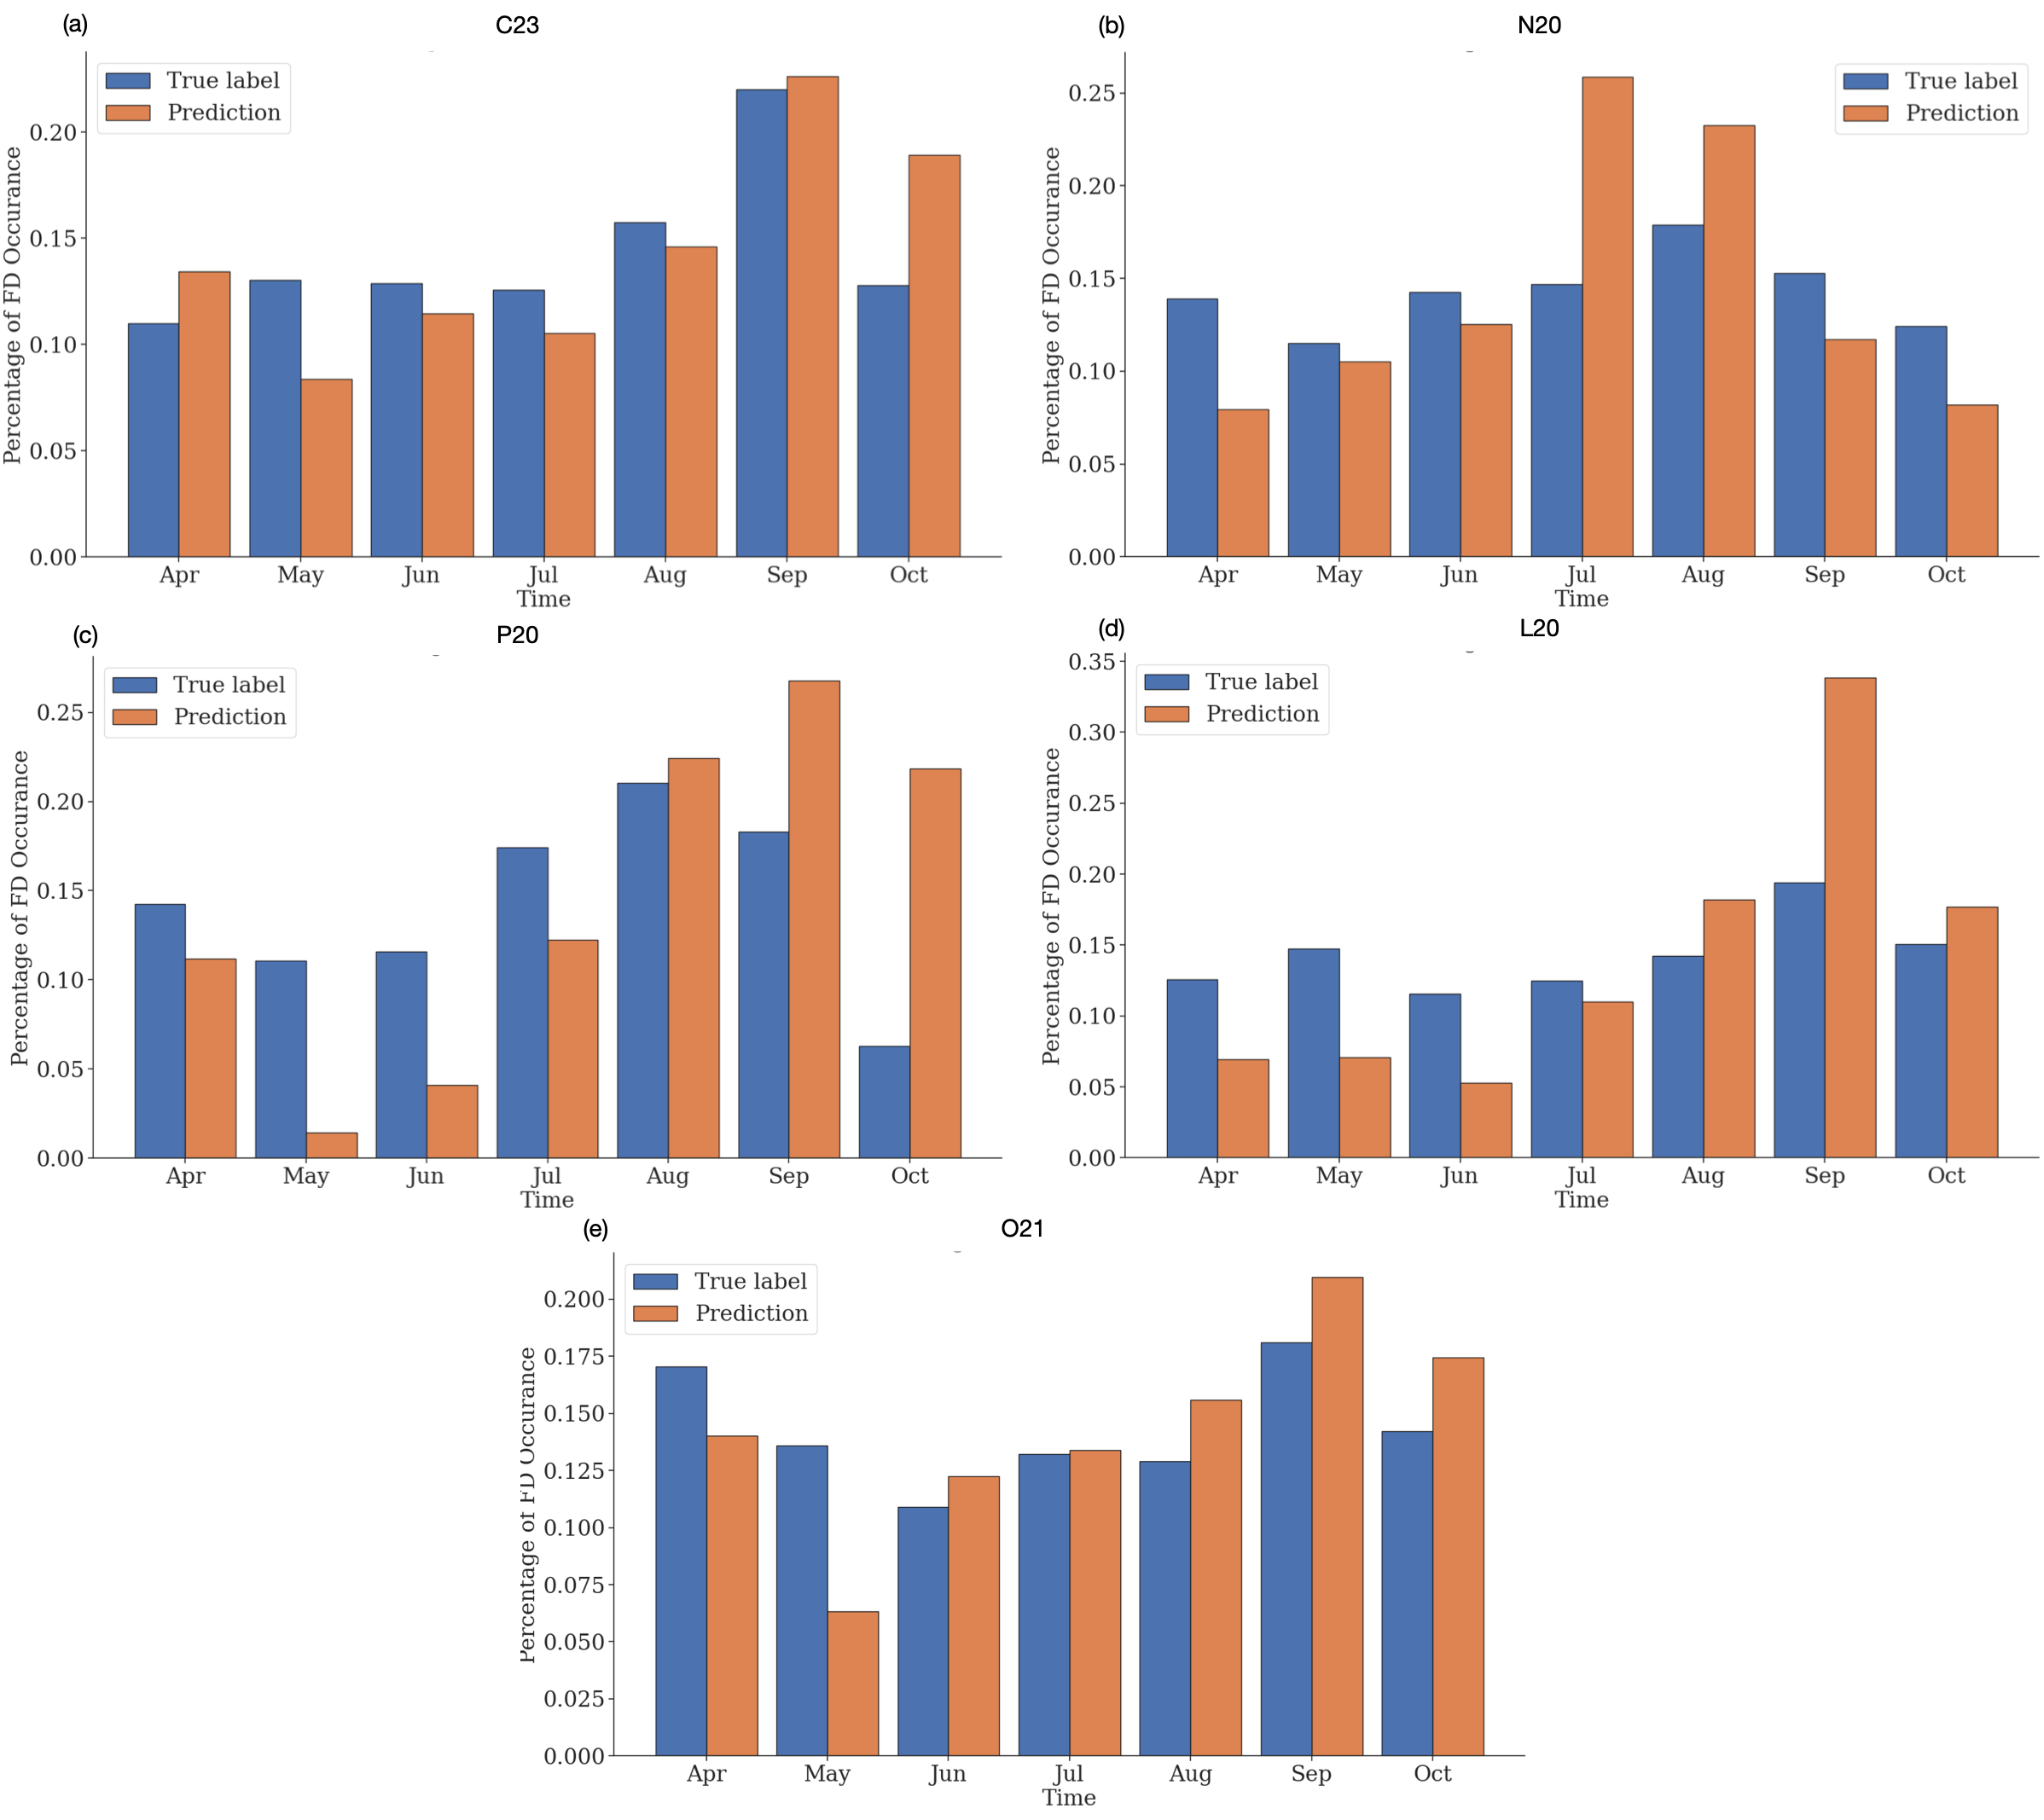 (a) C23
True label
Prediction
Percentage of FD Occurance
0.20
0.15
0.10
0.05
0.00
Apr May Jun Jul Aug Sep Oct
Time
(b) N20
True label
Prediction
Percentage of FD Occurance
0.25
0.20
0.15
0.10
0.05
0.00
Apr May Jun Jul Aug Sep Oct
Time
(c) P20
True label
Prediction
Percentage of FD Occurance
0.25
0.20
0.15
0.10
0.05
0.00
Apr May Jun Jul Aug Sep Oct
Time
(d) L20
True label
Prediction
Percentage of FD Occurance
0.35
0.30
0.25
0.20
0.15
0.10
0.05
0.00
Apr May Jun Jul Aug Sep Oct
Time
(e) O21
True label
Prediction
Percentage of FD Occurance
0.200
0.175
0.150
0.125
0.100
0.075
0.050
0.025
0.000
Apr May Jun Jul Aug Sep Oct
Time